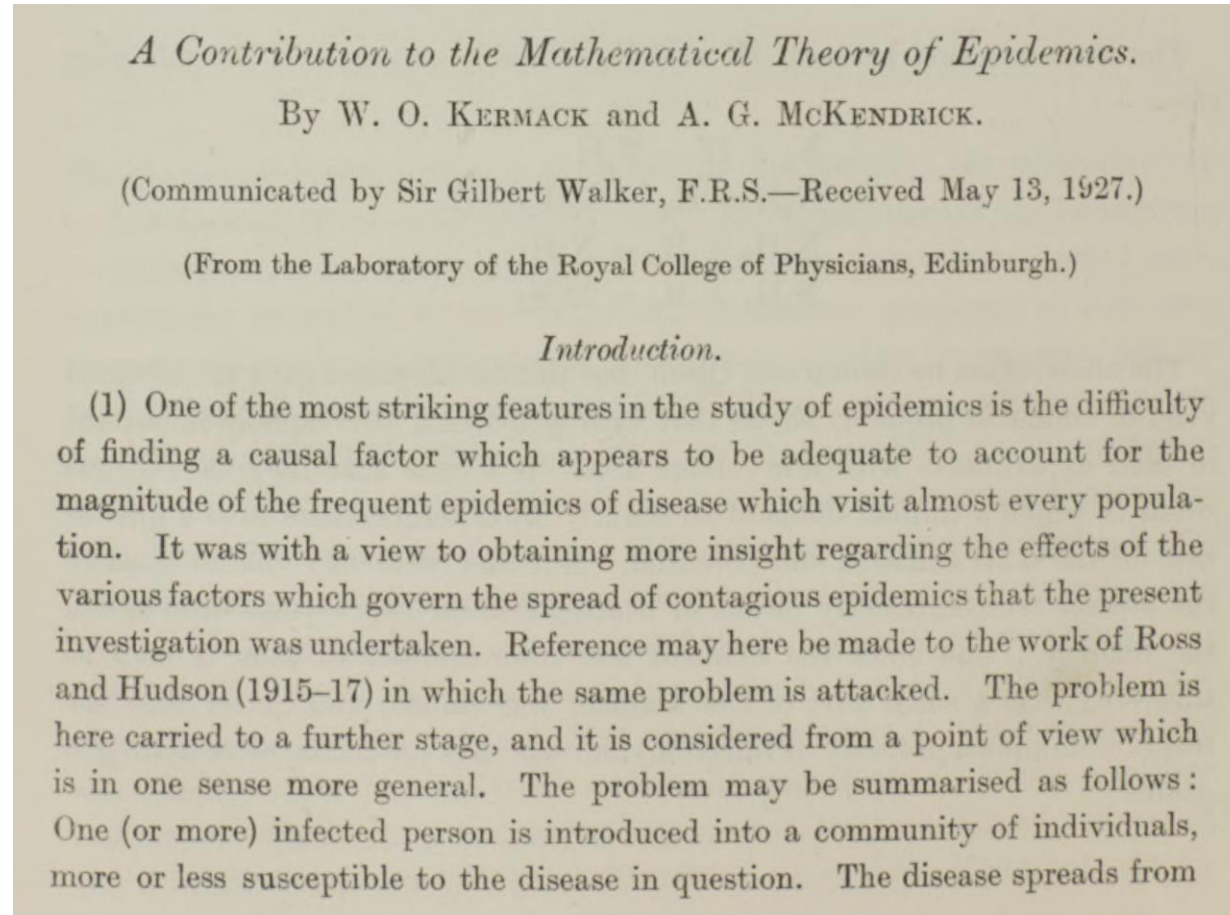 A Contribution to the Mathematical Theory of Epidemics.
By W. O. KERMACK and A. G. McKENDRICK.
(Communicated by Sir Gilbert Walker, F.R.S.—Received May 13, 1927.)
(From the Laboratory of the Royal College of Physicians, Edinburgh.)
Introduction.
(1) One of the most striking features in the study of epidemics is the difficulty
of finding a causal factor which appears to be adequate to account for the
magnitude of the frequent epidemics of disease which visit almost every popula-
tion. It was with a view to obtaining more insight regarding the effects of the
various factors which govern the spread of contagious epidemics that the present
investigation was undertaken. Reference may here be made to the work of Ross
and Hudson (1915–17) in which the same problem is attacked. The problem is
here carried to a further stage, and it is considered from a point of view which
is in one sense more general. The problem may be summarised as follows:
One (or more) infected person is introduced into a community of individuals,
more or less susceptible to the disease in question. The disease spreads from